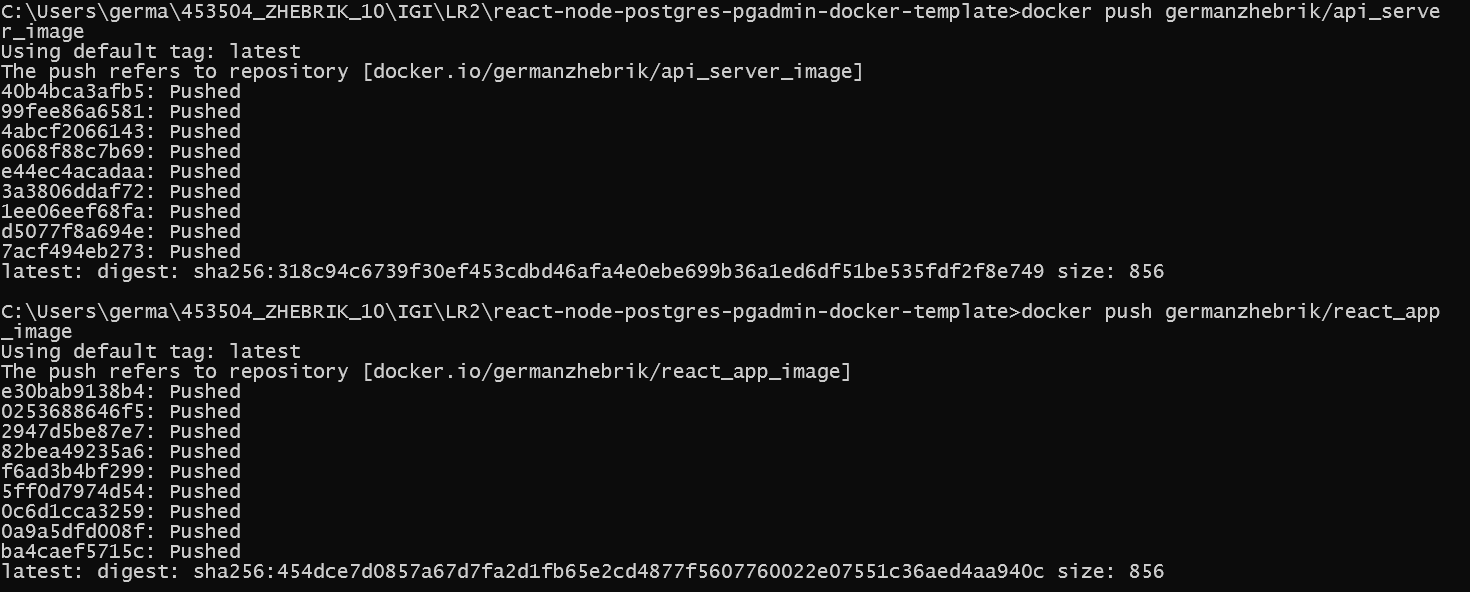 C:\Users\germa\453504_ZHEBRIK_10\IGI\LR2\react-node-postgres-pgadmin-docker-template>docker push germanzhebrik/api_serve
r_image
Using default tag: latest
The push refers to repository [docker.io/germanzhebrik/api_server_image]
40b4bca3afb5: Pushed
99fee86a6581: Pushed
4abcf2066143: Pushed
6068f88c7b69: Pushed
e44ec4acadaa: Pushed
3a3806ddaf72: Pushed
1ee06eef68fa: Pushed
d5077f8a694e: Pushed
7acf494eb273: Pushed
latest: digest: sha256:318c94c6739f30ef453cdbd46afa4e0ebe699b36a1ed6df51be535fdf2f8e749 size: 856
C:\Users\germa\453504_ZHEBRIK_10\IGI\LR2\react-node-postgres-pgadmin-docker-template>docker push germanzhebrik/react_app
_image
Using default tag: latest
The push refers to repository [docker.io/germanzhebrik/react_app_image]
e30bab9138b4: Pushed
0253688646f5: Pushed
2947d5be87e7: Pushed
82bea49235a6: Pushed
f6ad3b4bf299: Pushed
5ff0d7974d54: Pushed
0c6d1cca3259: Pushed
0a9a5dfd008f: Pushed
ba4caef5715c: Pushed
latest: digest: sha256:454dce7d0857a67d7fa2d1fb65e2cd4877f5607760022e07551c36aed4aa940c size: 856